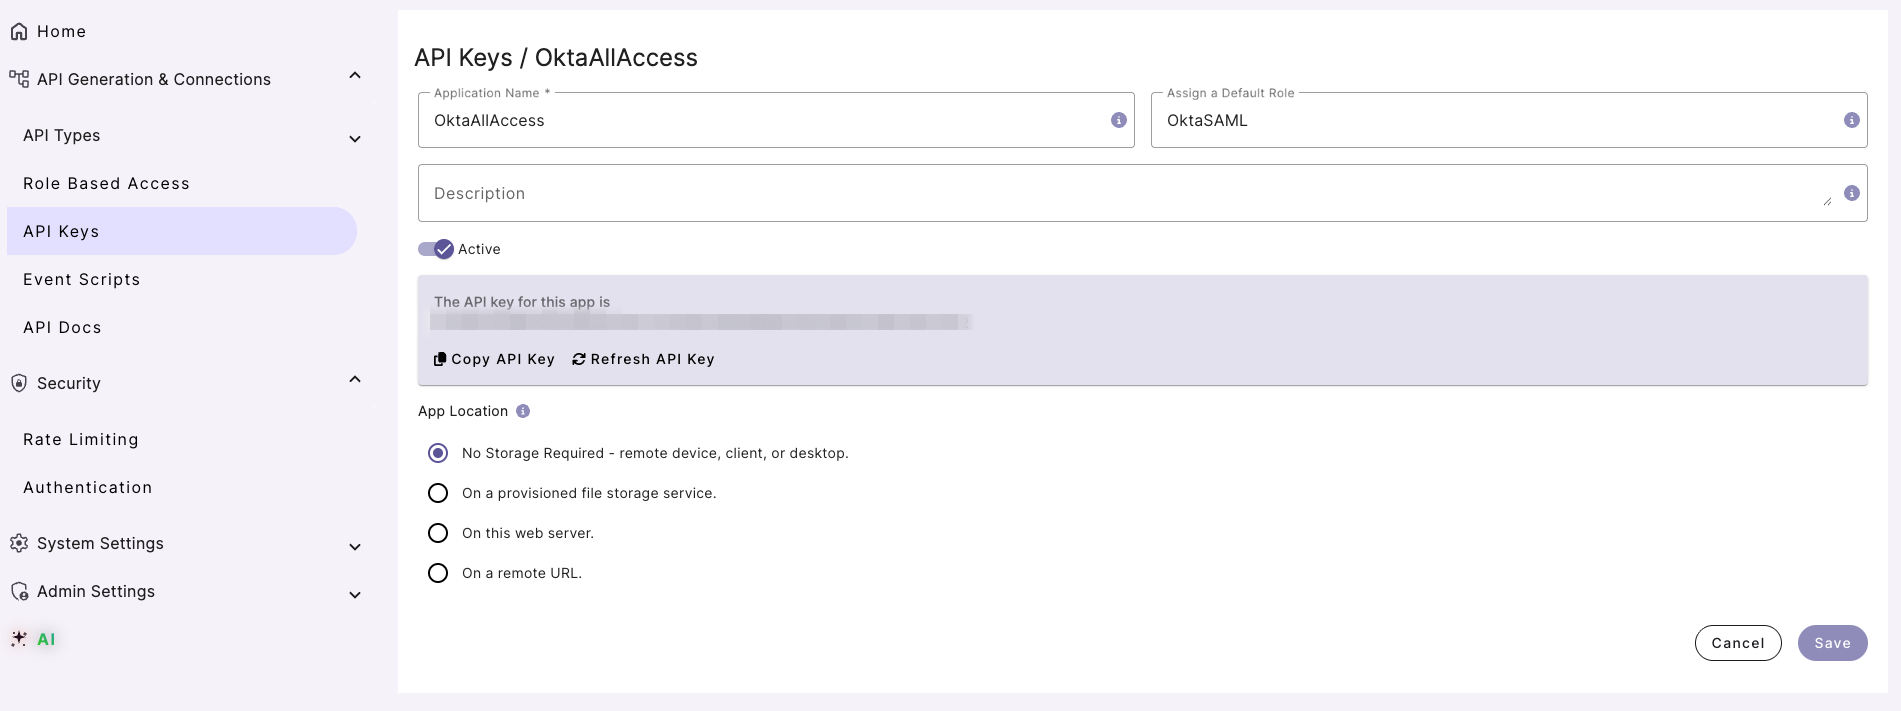 Home
API Generation & Connections
API Types
Role Based Access
API Keys
Event Scripts
API Docs
Security
Rate Limiting
Authentication
System Settings
Admin Settings
AI
API Keys / OktaAllAccess
Application Name *
OktaAllAccess
Assign a Default Role
OktaSAML
Description
Active
The API key for this app is
Copy API Key
Refresh API Key
App Location
No Storage Required - remote device, client, or desktop.
On a provisioned file storage service.
On this web server.
On a remote URL.
Cancel
Save